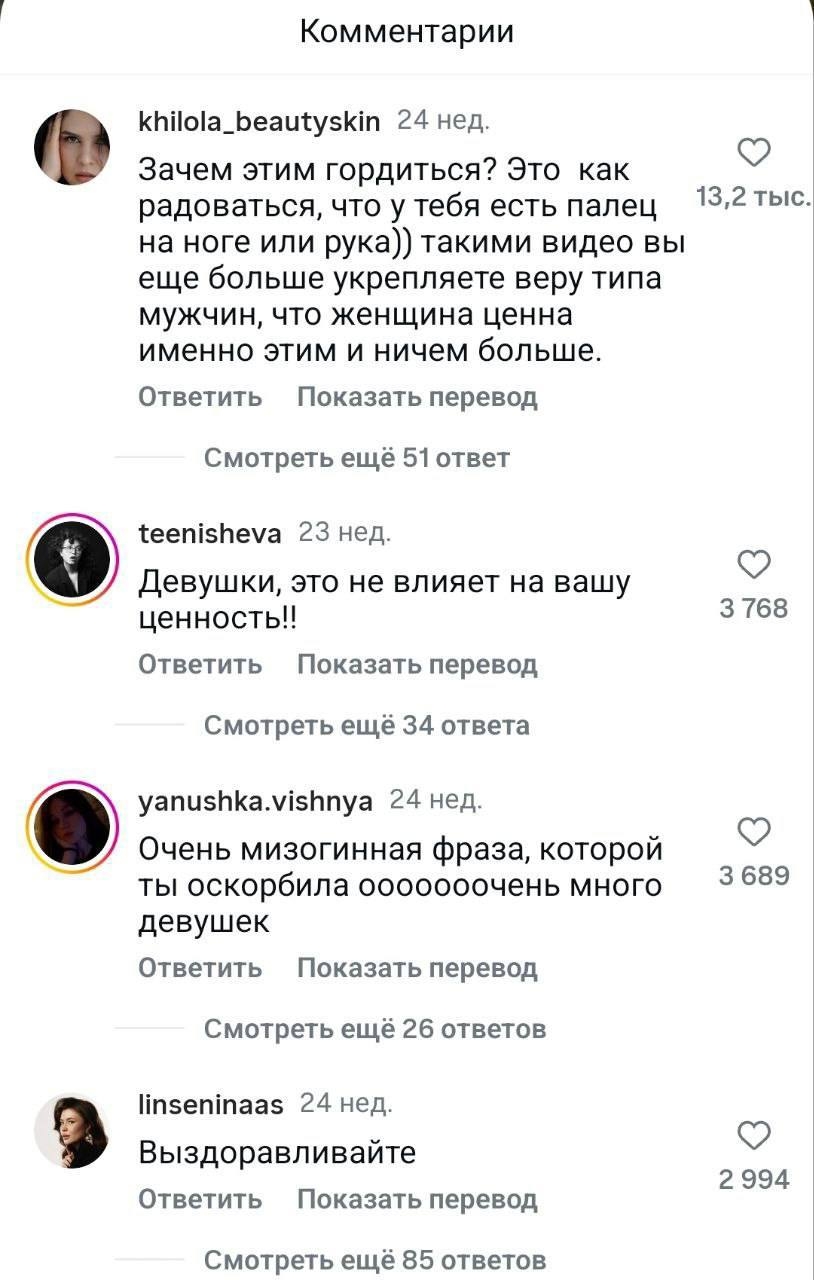 Комментарии
khilola_beautyskin 24 нед.
Зачем этим гордиться? Это как
радоваться, что у тебя есть палец
на ноге или рука)) такими видео вы
еще больше укрепляете веру типа
мужчин, что женщина ценна
именно этим и ничем больше.
13,2 тыс.
Ответить Показать перевод
Смотреть ещё 51 ответ
teenisheva 23 нед.
Девушки, это не влияет на вашу
ценность!!
3 768
Ответить Показать перевод
Смотреть ещё 34 ответа
yanushka.vishnya 24 нед.
Очень мизогинная фраза, которой
ты оскорбила ооооооочень много
девушек
3 689
Ответить Показать перевод
Смотреть ещё 26 ответов
linseninaas 24 нед.
Выздоравливайте
2 994
Ответить Показать перевод
Смотреть ещё 85 ответов